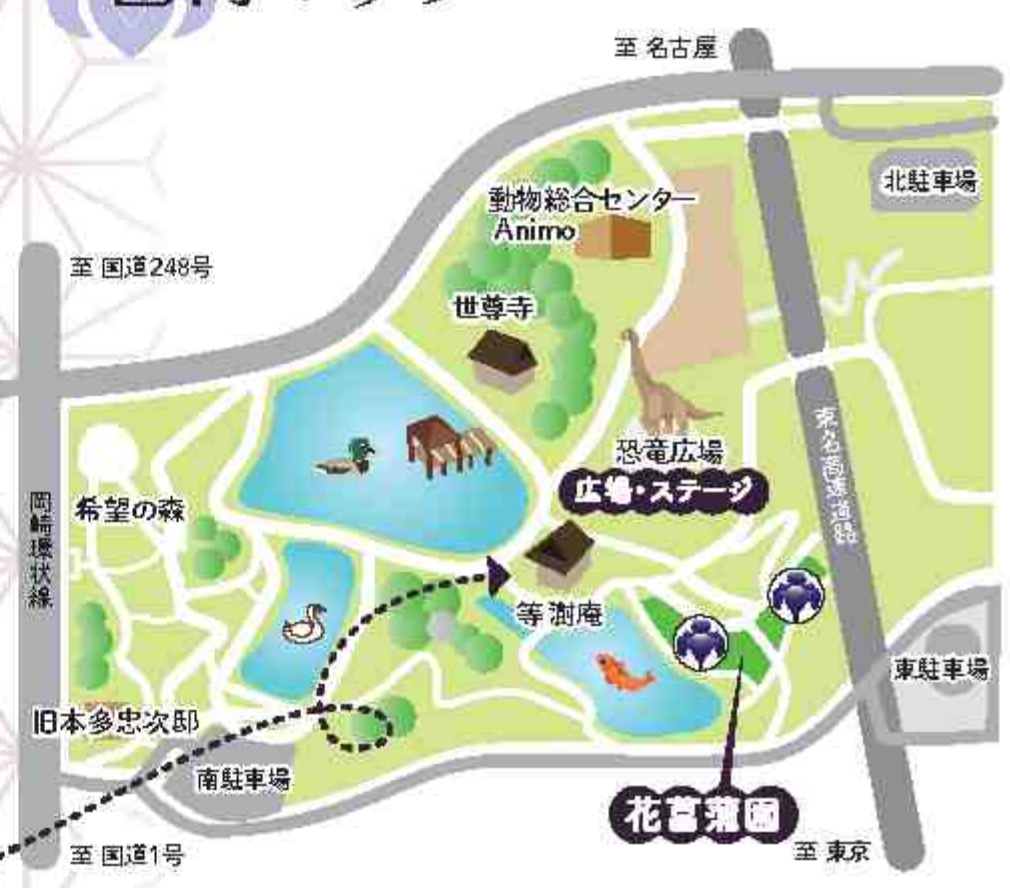 至 名古屋
北駐車場
動物総合センター
Animo
至 国道248号
世尊寺
恐竜広場
広場・ステージ
東名高速道路
希望の森
岡崎環状線
等澍庵
東駐車場
旧本多忠次邸
南駐車場
花菖蒲園
至 国道1号
至 東京